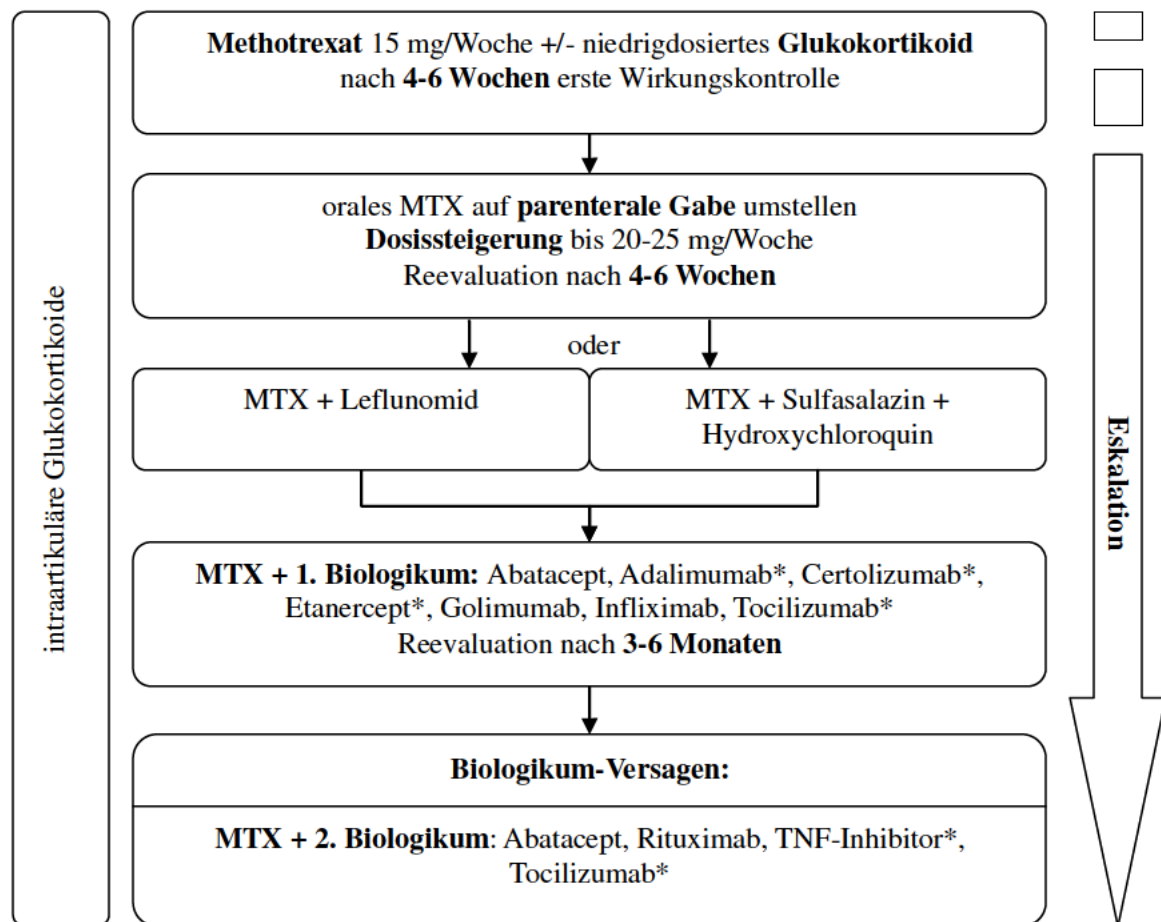 Methotrexat 15 mg/Woche +/- niedrigdosiertes Glukokortikoid
nach 4-6 Wochen erste Wirkungskontrolle
orales MTX auf parenterale Gabe umstellen
Dosissteigerung bis 20-25 mg/Woche
Reevaluation nach 4-6 Wochen
oder
MTX + Leflunomid
MTX + Sulfasalazin +
Hydroxychloroquin
MTX + 1. Biologikum: Abatacept, Adalimumab*, Certolizumab*,
Etanercept*, Golimumab, Infliximab, Tocilizumab*
Reevaluation nach 3-6 Monaten
Biologikum-Versagen:
MTX + 2. Biologikum: Abatacept, Rituximab, TNF-Inhibitor*,
Tocilizumab*
intraartikuläre Glukokortikoide
Eskalation